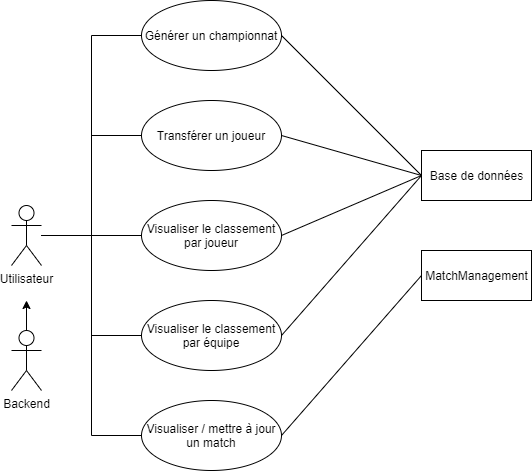 Générer un championnat
Transférer un joueur
Base de données
Visualiser le classement
par joueur
Utilisateur
MatchManagement
Visualiser le classement
par équipe
Backend
Visualiser / mettre à jour
un match